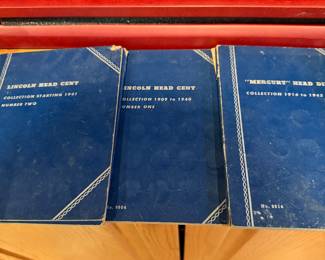 LINCOLN HEAD CENT
COLLECTION STARTING 1941
NUMBER TWO
LINCOLN HEAD CENT
COLLECTION 1909 to 1940
NUMBER ONE
No. 9004
"MERCURY" HEAD DI
COLLECTION 1916 to 1945
No. 9014